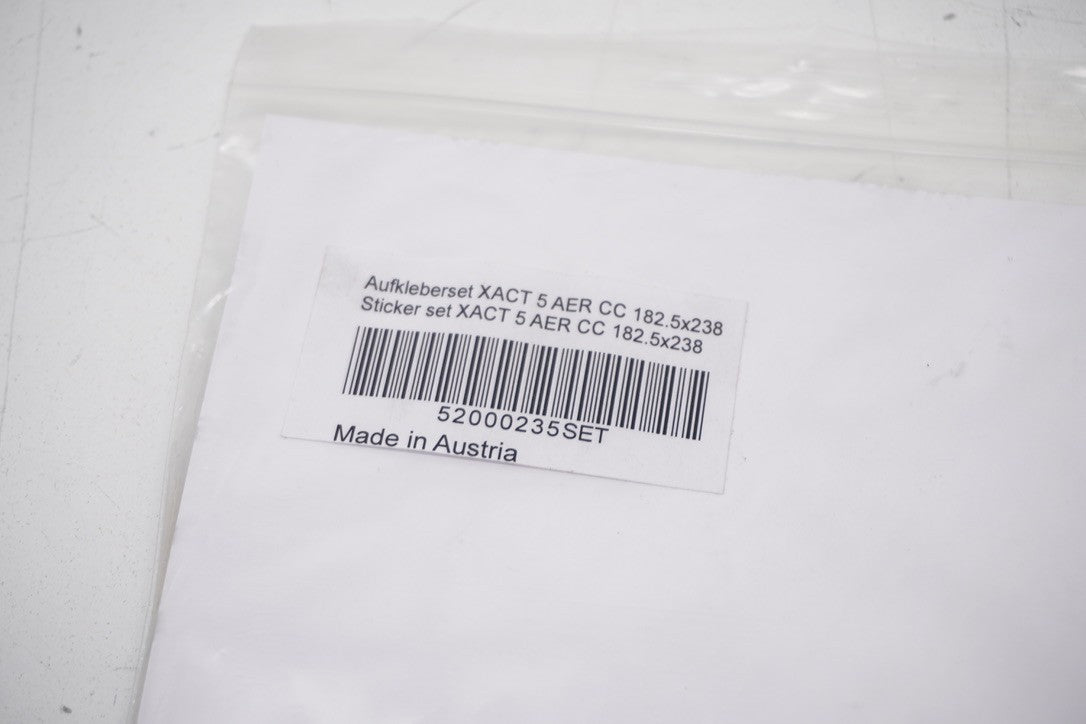 Aufkleberset XACT 5 AER CC 182.5x238
Sticker set XACT 5 AER CC 182.5x238
52000235SET
Made in Austria